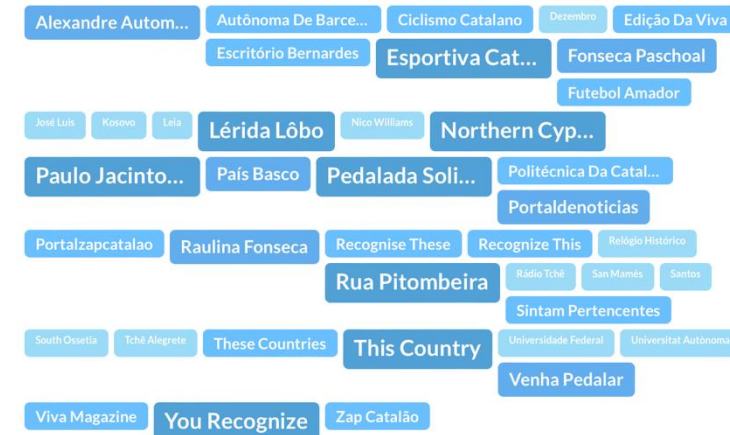 Alexandre Autom... Autônoma De Barce... Ciclismo Catalano Dezembro Edição Da Viva
Escritório Bernardes Esportiva Cat... Fonseca Paschoal
Futebol Amador
José Luis Kosovo Leia Lérida Lôbo Nico Williams Northern Cyp...
Paulo Jacinto... País Basco Pedalada Soli... Politécnica Da Catal...
Portaldenoticias
Portalzapcatalao Raulina Fonseca Recognise These Recognize This Relógio Histórico
Rua Pitombeira Rádio Tchê San Mamés Santos
Sintam Pertencentes
South Ossetia Tchê Alegrete These Countries This Country Universidade Federal Universitat Autònoma
Venha Pedalar
Viva Magazine You Recognize Zap Catalão